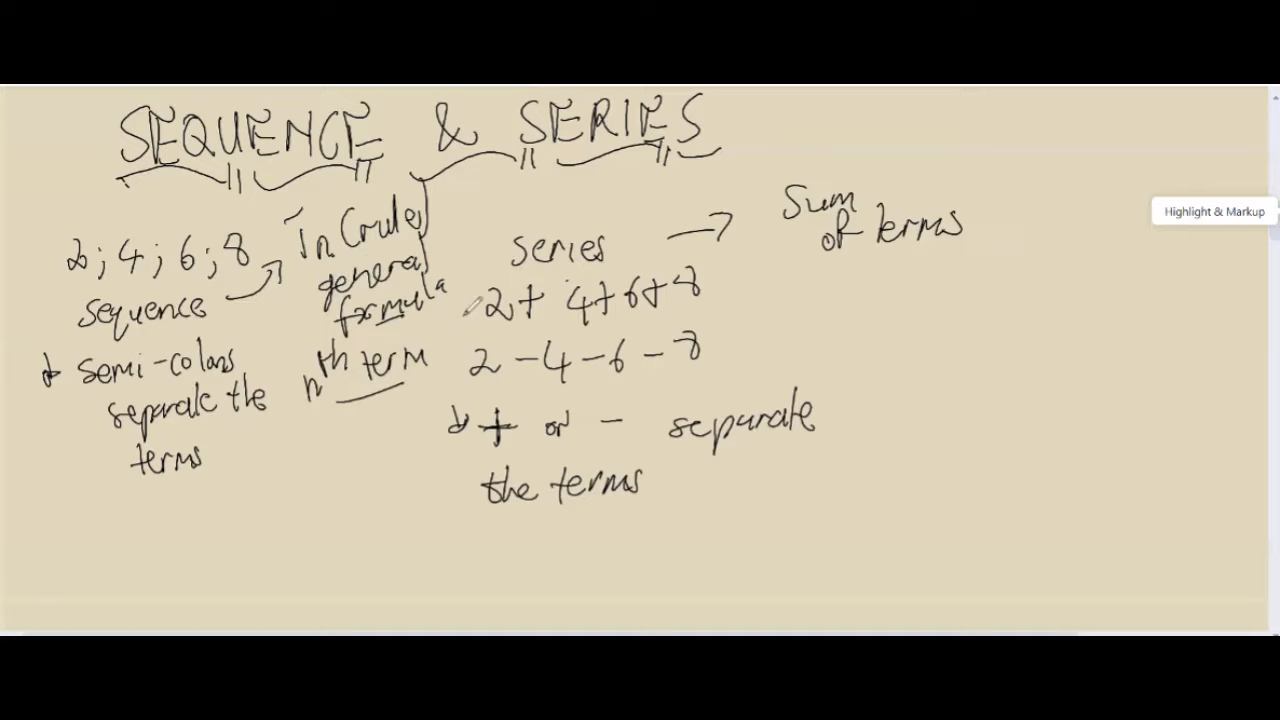 SEQUENCE & SERIES
2; 4; 6; 8
sequence
Tn (rule)
general
formula
nth term
semi-colons
separate the
terms
series
Sum
of terms
2 + 4 + 6 + 8
2 - 4 - 6 - 8
+ or - separate
the terms
Highlight & Markup